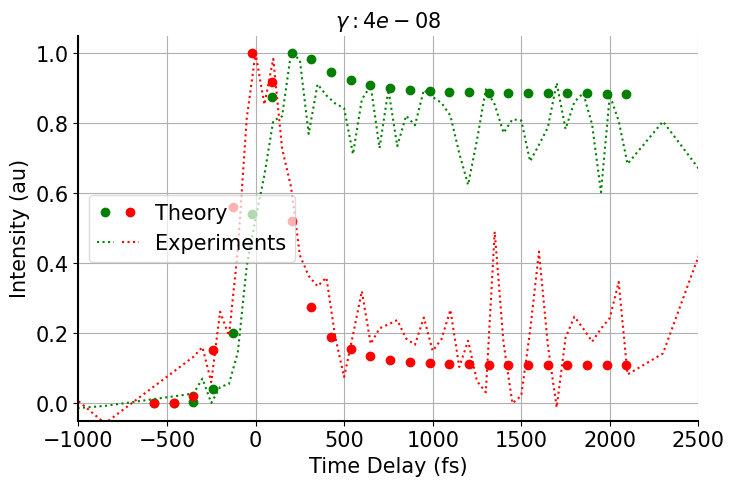 γ : 4e − 08
Intensity (au)
1.0
0.8
0.6
0.4
0.2
0.0
Theory
Experiments
−1000 −500 0 500 1000 1500 2000 2500
Time Delay (fs)